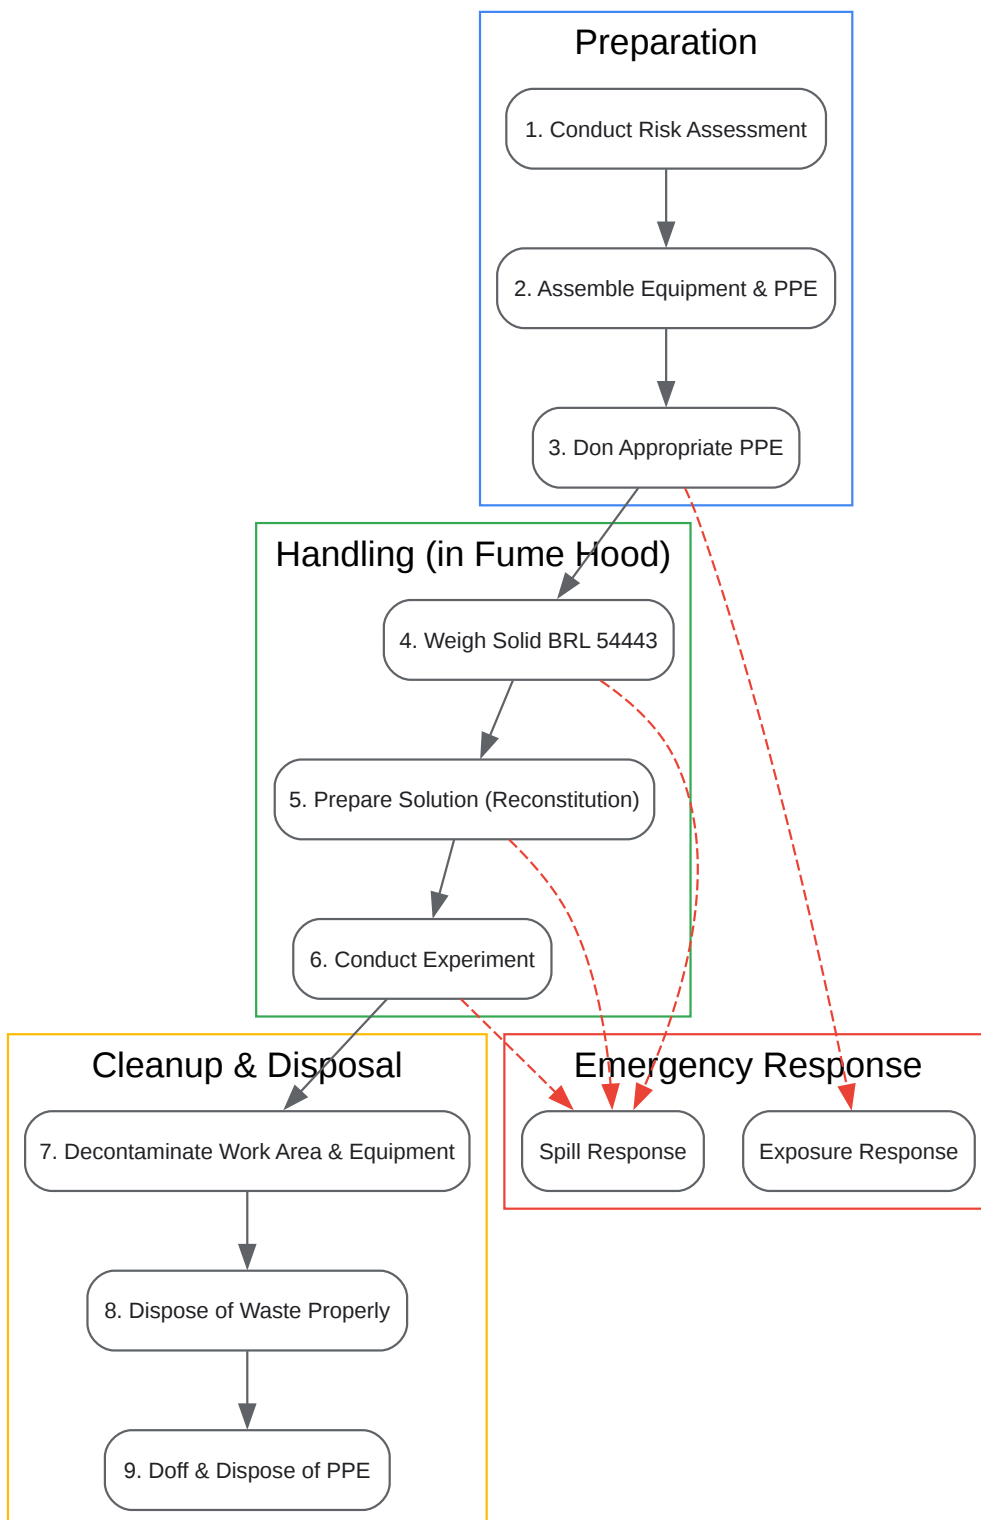 Preparation
1. Conduct Risk Assessment
2. Assemble Equipment & PPE
3. Don Appropriate PPE
Handling (in Fume Hood)
4. Weigh Solid BRL 54443
5. Prepare Solution (Reconstitution)
6. Conduct Experiment
Cleanup & Disposal
7. Decontaminate Work Area & Equipment
8. Dispose of Waste Properly
9. Doff & Dispose of PPE
Emergency Response
Spill Response
Exposure Response